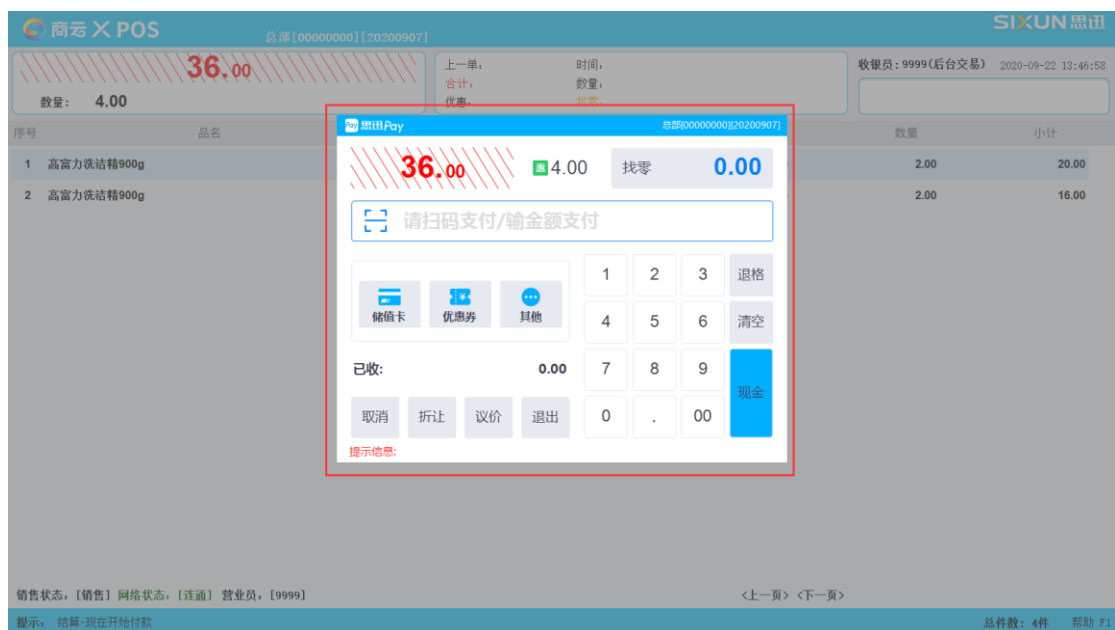 商云 X POS 总部[00000000][20200907] SIXUN思迅
36.00 上一单: 时间: 收银员:9999(后台交易) 2020-09-22 13:46:58
合计: 数量:
数量: 4.00 优惠: 找零:
序号 品名 数量 小计
Pay 思迅Pay 总部[00000000][20200907]
1 高富力洗洁精900g 2.00 20.00
36.00 惠 4.00 找零 0.00
2 高富力洗洁精900g 2.00 16.00
请扫码支付/输金额支付
1 2 3 退格
储值卡 优惠券 其他
4 5 6 清空
已收: 0.00 7 8 9
现金
取消 折让 议价 退出 0 . 00
提示信息:
销售状态:[销售] 网络状态:[连通] 营业员:[9999] <上一页> <下一页>
提示: 结算-现在开始付款 总件数: 4件 帮助 F1